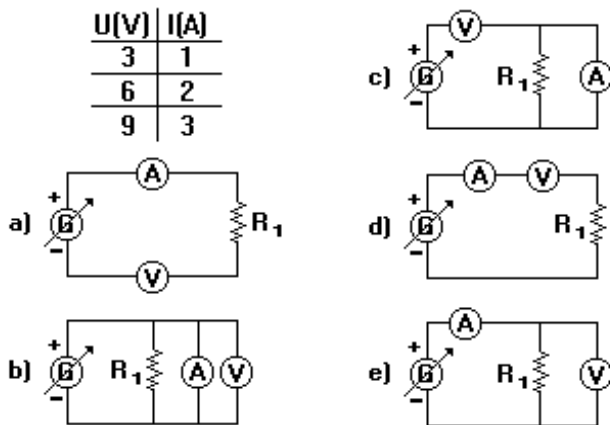 U(V) I(A)
3 1
6 2
9 3
a) + G - A V R1
b) + G - R1 A V
c) + G - V R1 A
d) + G - A V R1
e) + G - A R1 V